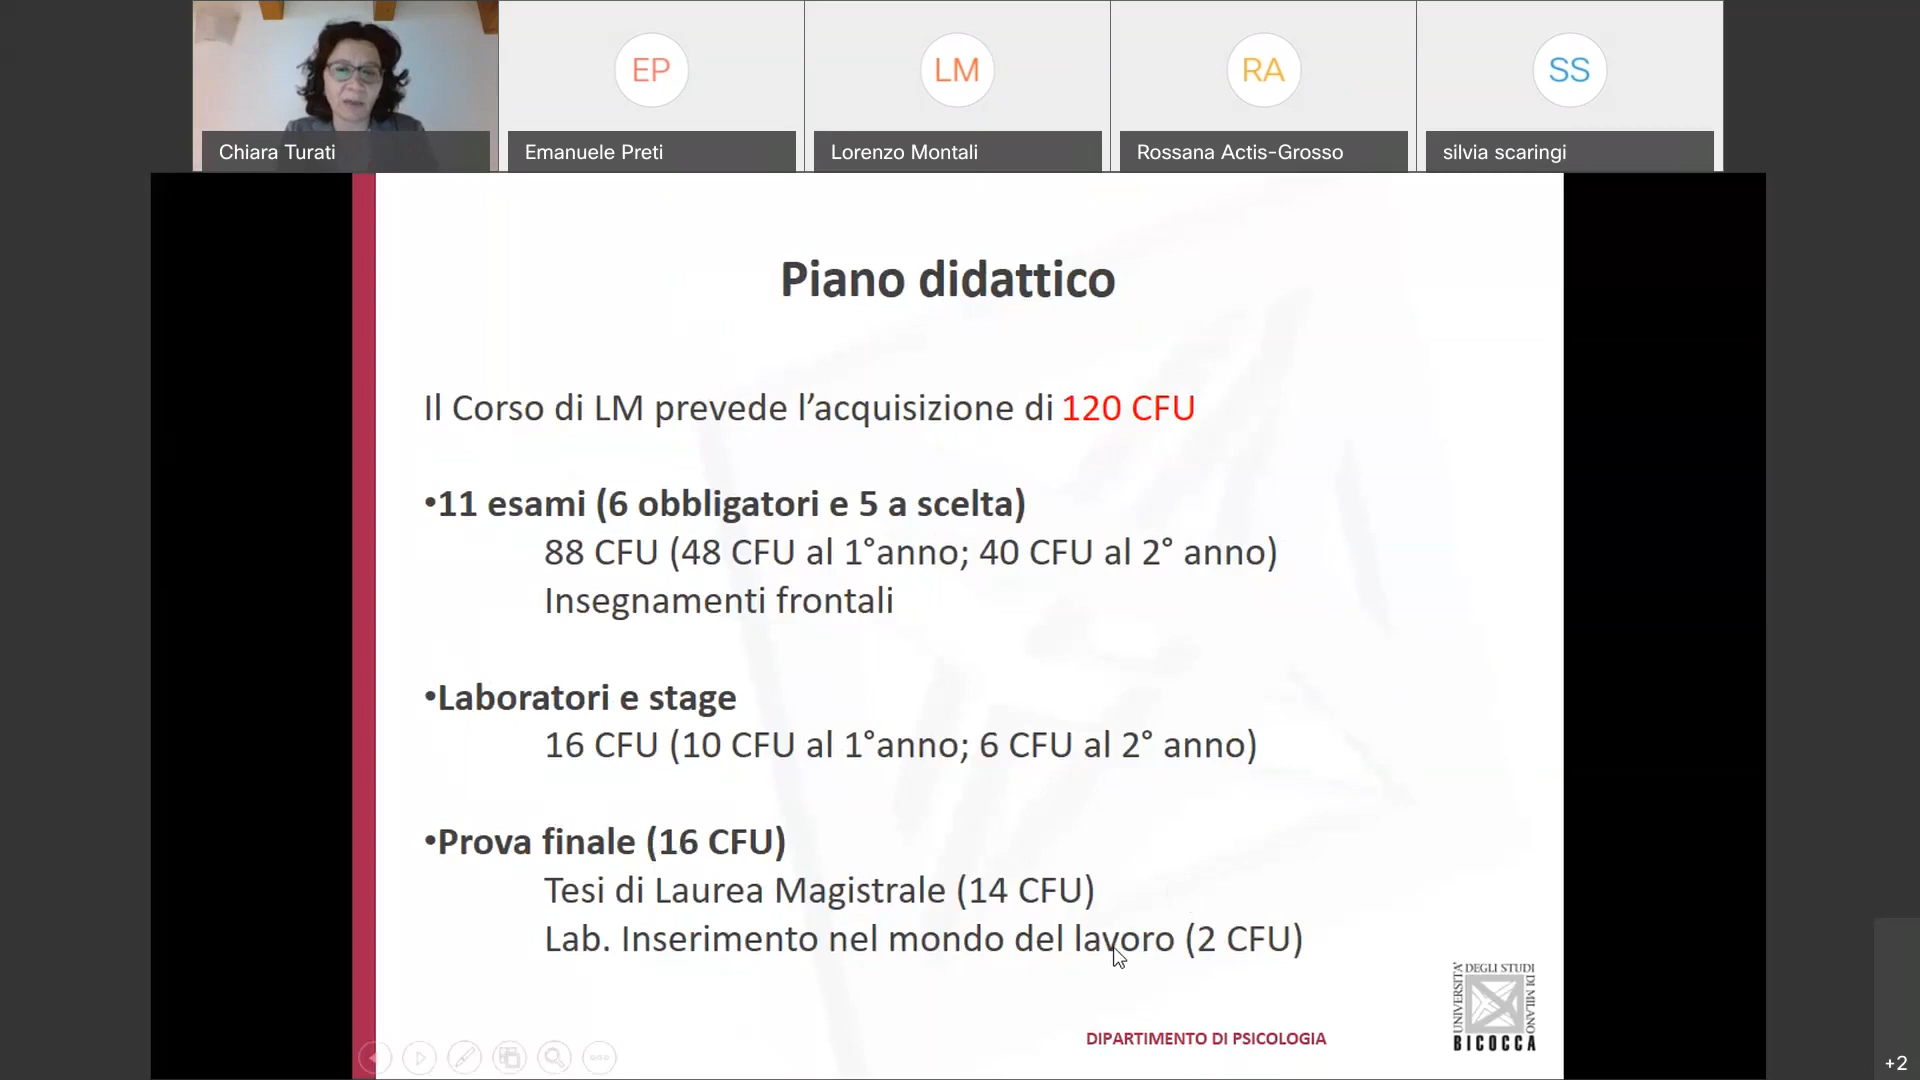 EP
LM
RA
SS
Chiara Turati
Emanuele Preti
Lorenzo Montali
Rossana Actis-Grosso
silvia scaringi
Piano didattico
Il Corso di LM prevede l’acquisizione di 120 CFU
•11 esami (6 obbligatori e 5 a scelta)
88 CFU (48 CFU al 1°anno; 40 CFU al 2° anno)
Insegnamenti frontali
•Laboratori e stage
16 CFU (10 CFU al 1°anno; 6 CFU al 2° anno)
•Prova finale (16 CFU)
Tesi di Laurea Magistrale (14 CFU)
Lab. Inserimento nel mondo del lavoro (2 CFU)
DIPARTIMENTO DI PSICOLOGIA
UNIVERSITA' DEGLI STUDI DI MILANO
BICOCCA
+2